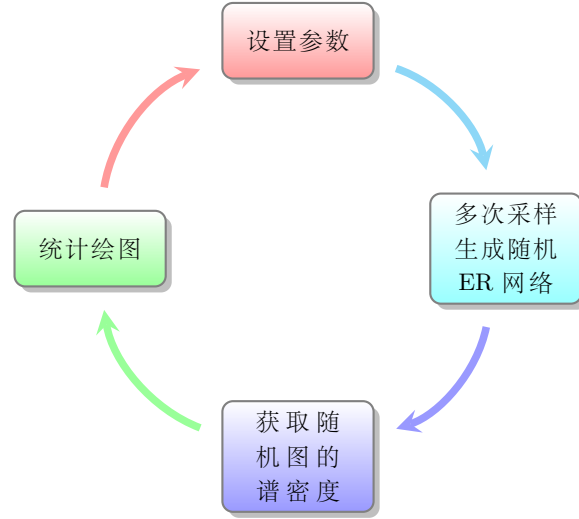 设置参数
多次采样
生成随机
ER 网络
获取随
机图的
谱密度
统计绘图